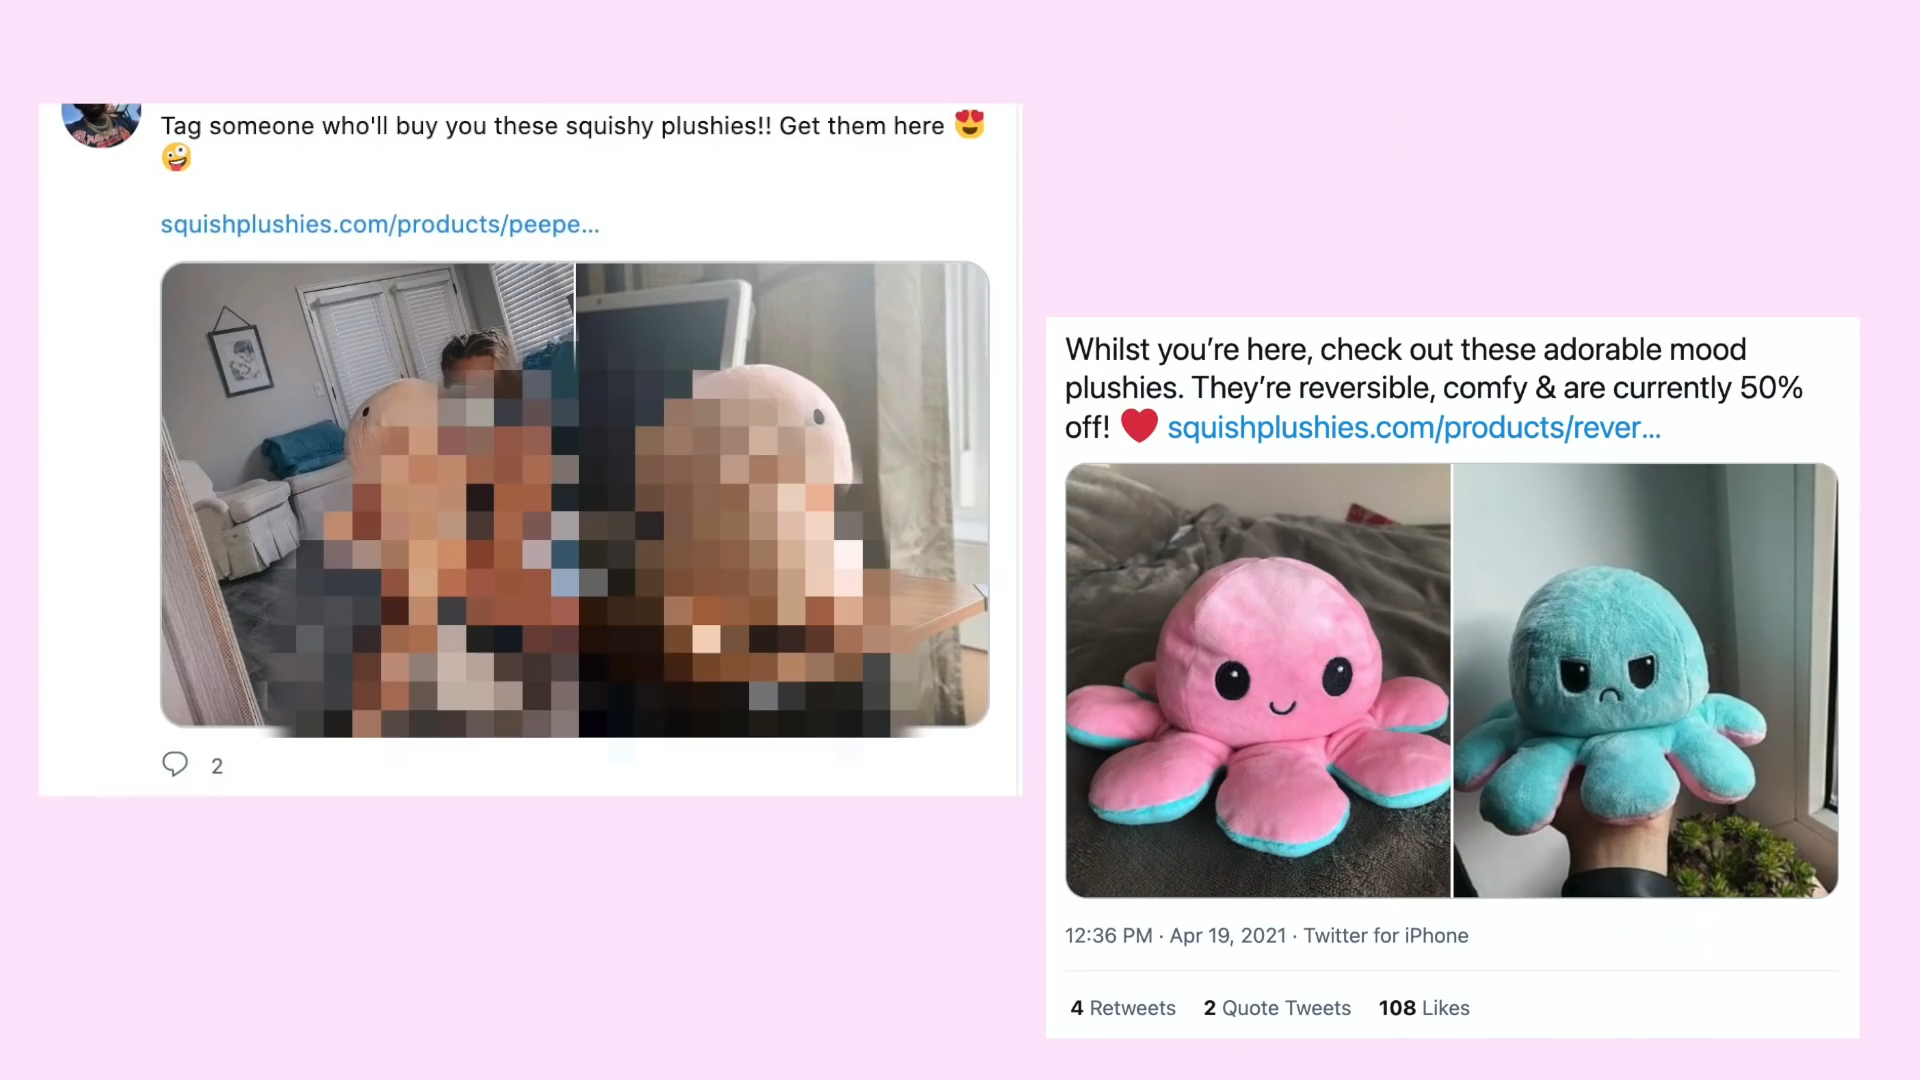 Tag someone who'll buy you these squishy plushies!! Get them here 😍
🤪
squishplushies.com/products/peepe...
2
Whilst you're here, check out these adorable mood
plushies. They're reversible, comfy & are currently 50%
off! ❤️ squishplushies.com/products/rever...
12:36 PM · Apr 19, 2021 · Twitter for iPhone
4 Retweets 2 Quote Tweets 108 Likes